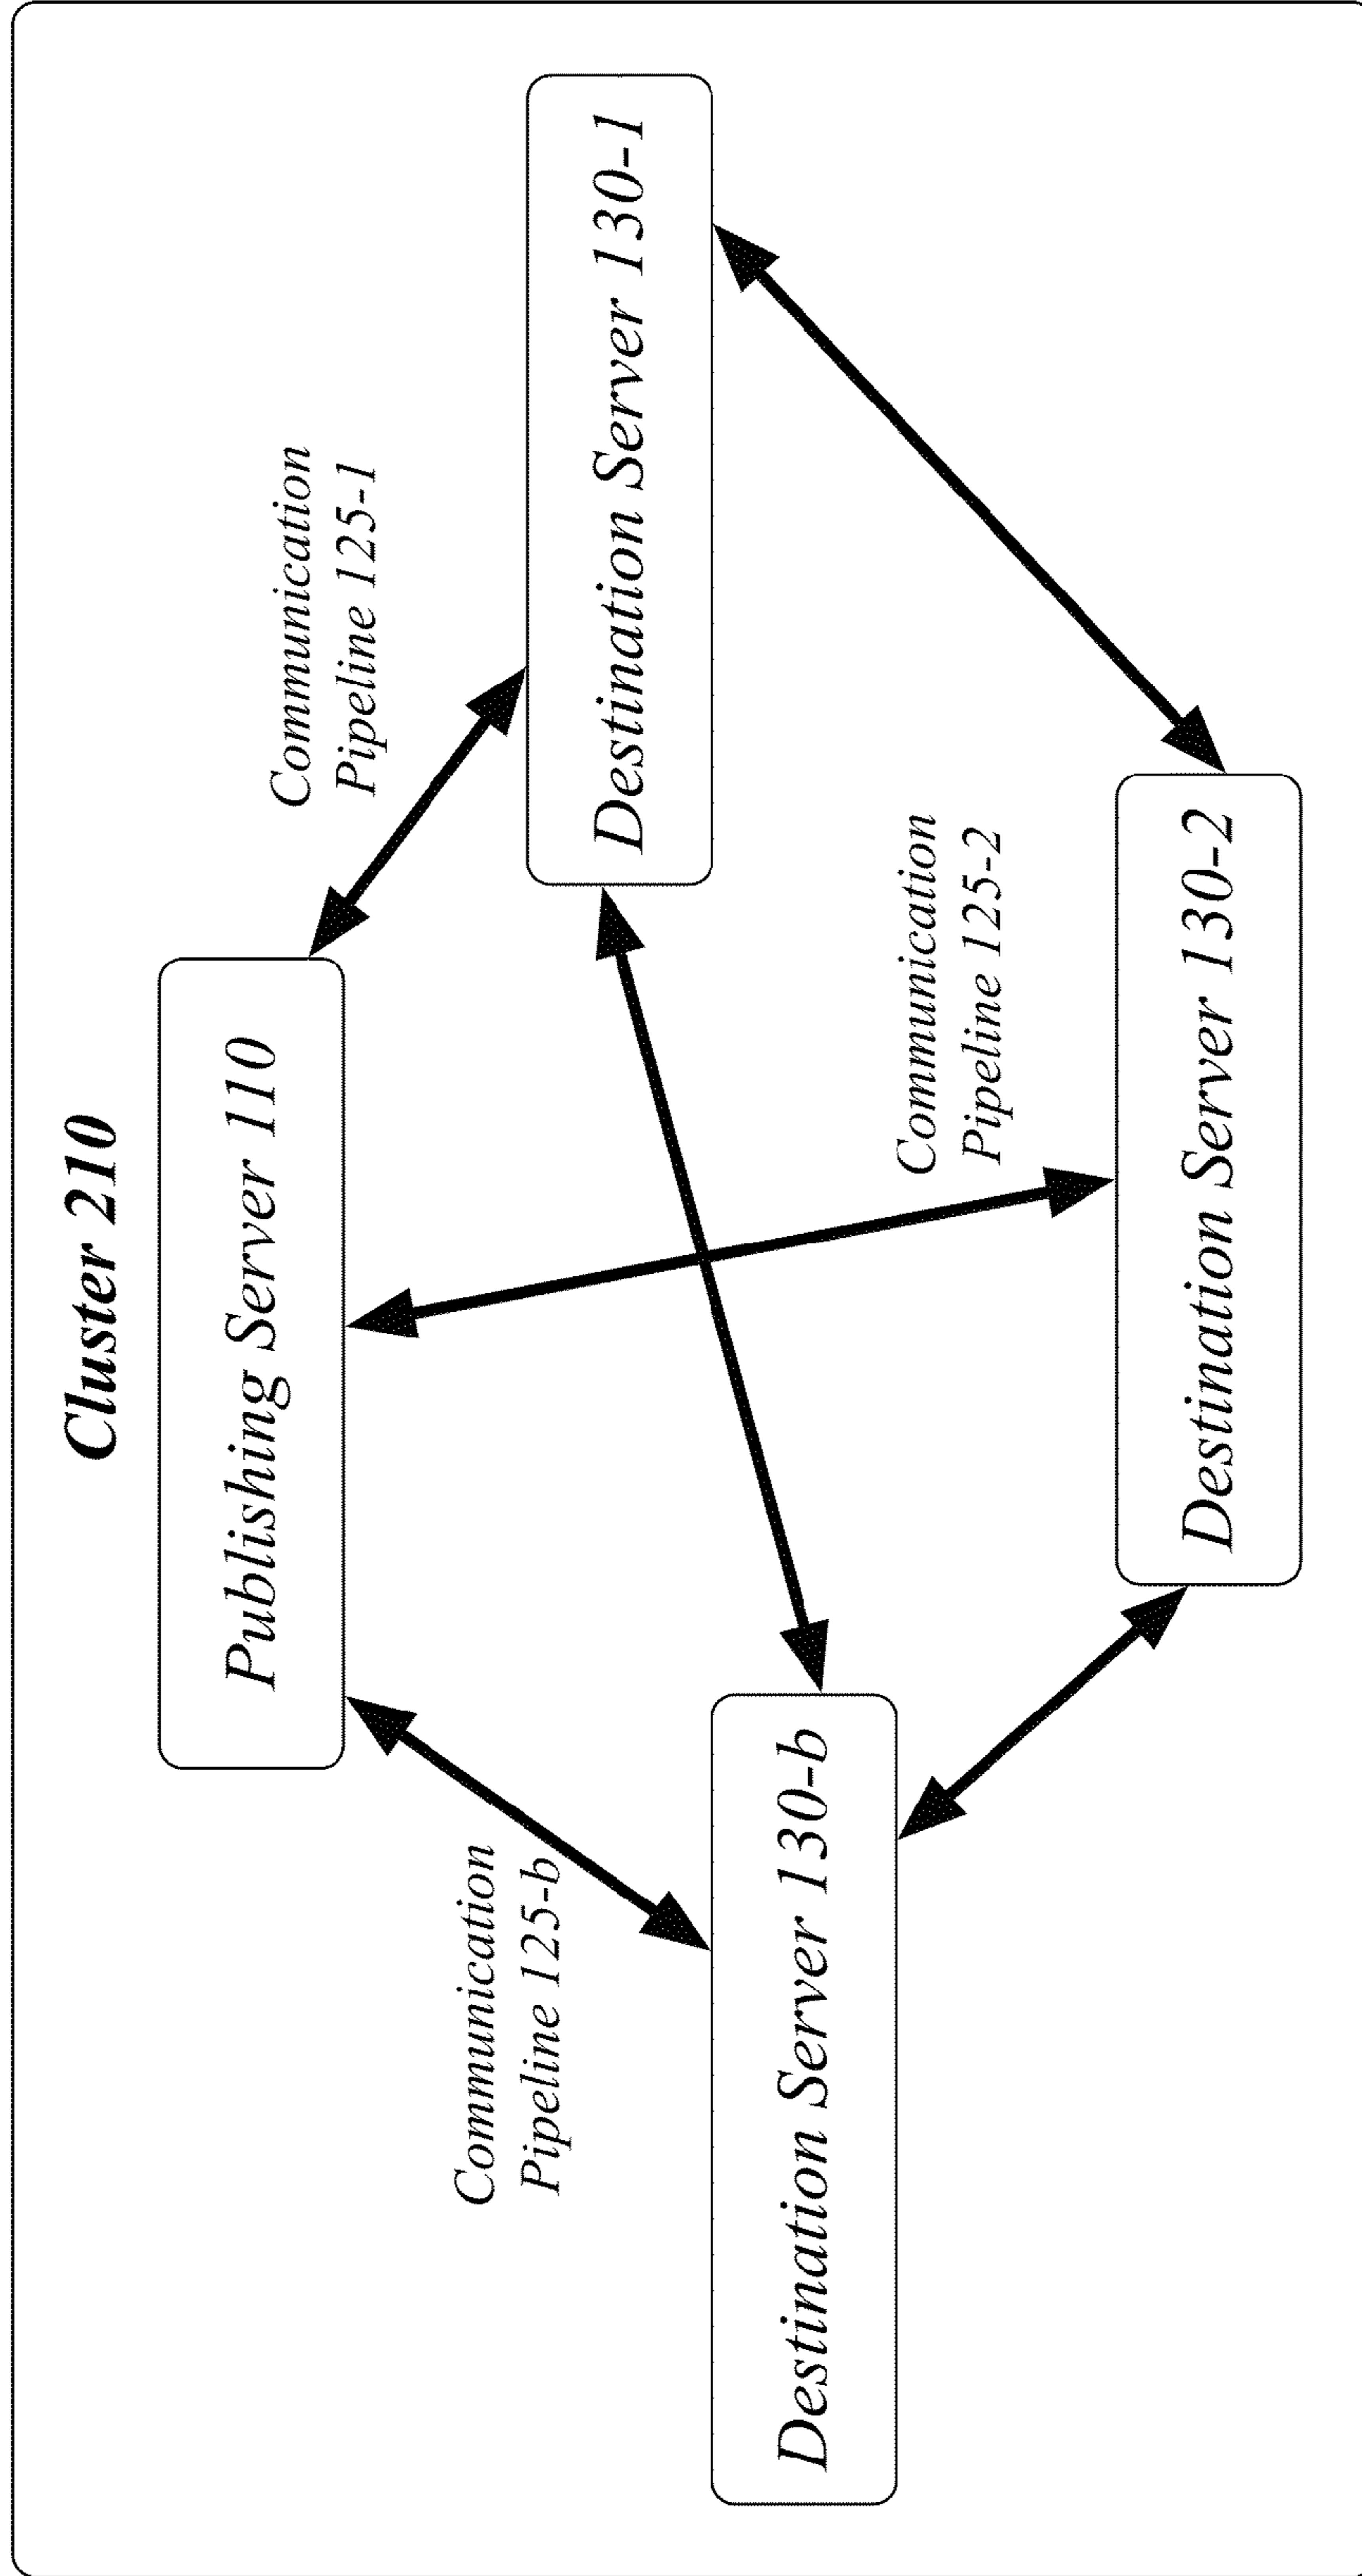 Cluster 210
Publishing Server 110
Communication
Pipeline 125-1
Communication
Pipeline 125-b
Destination Server 130-1
Destination Server 130-b
Communication
Pipeline 125-2
Destination Server 130-2